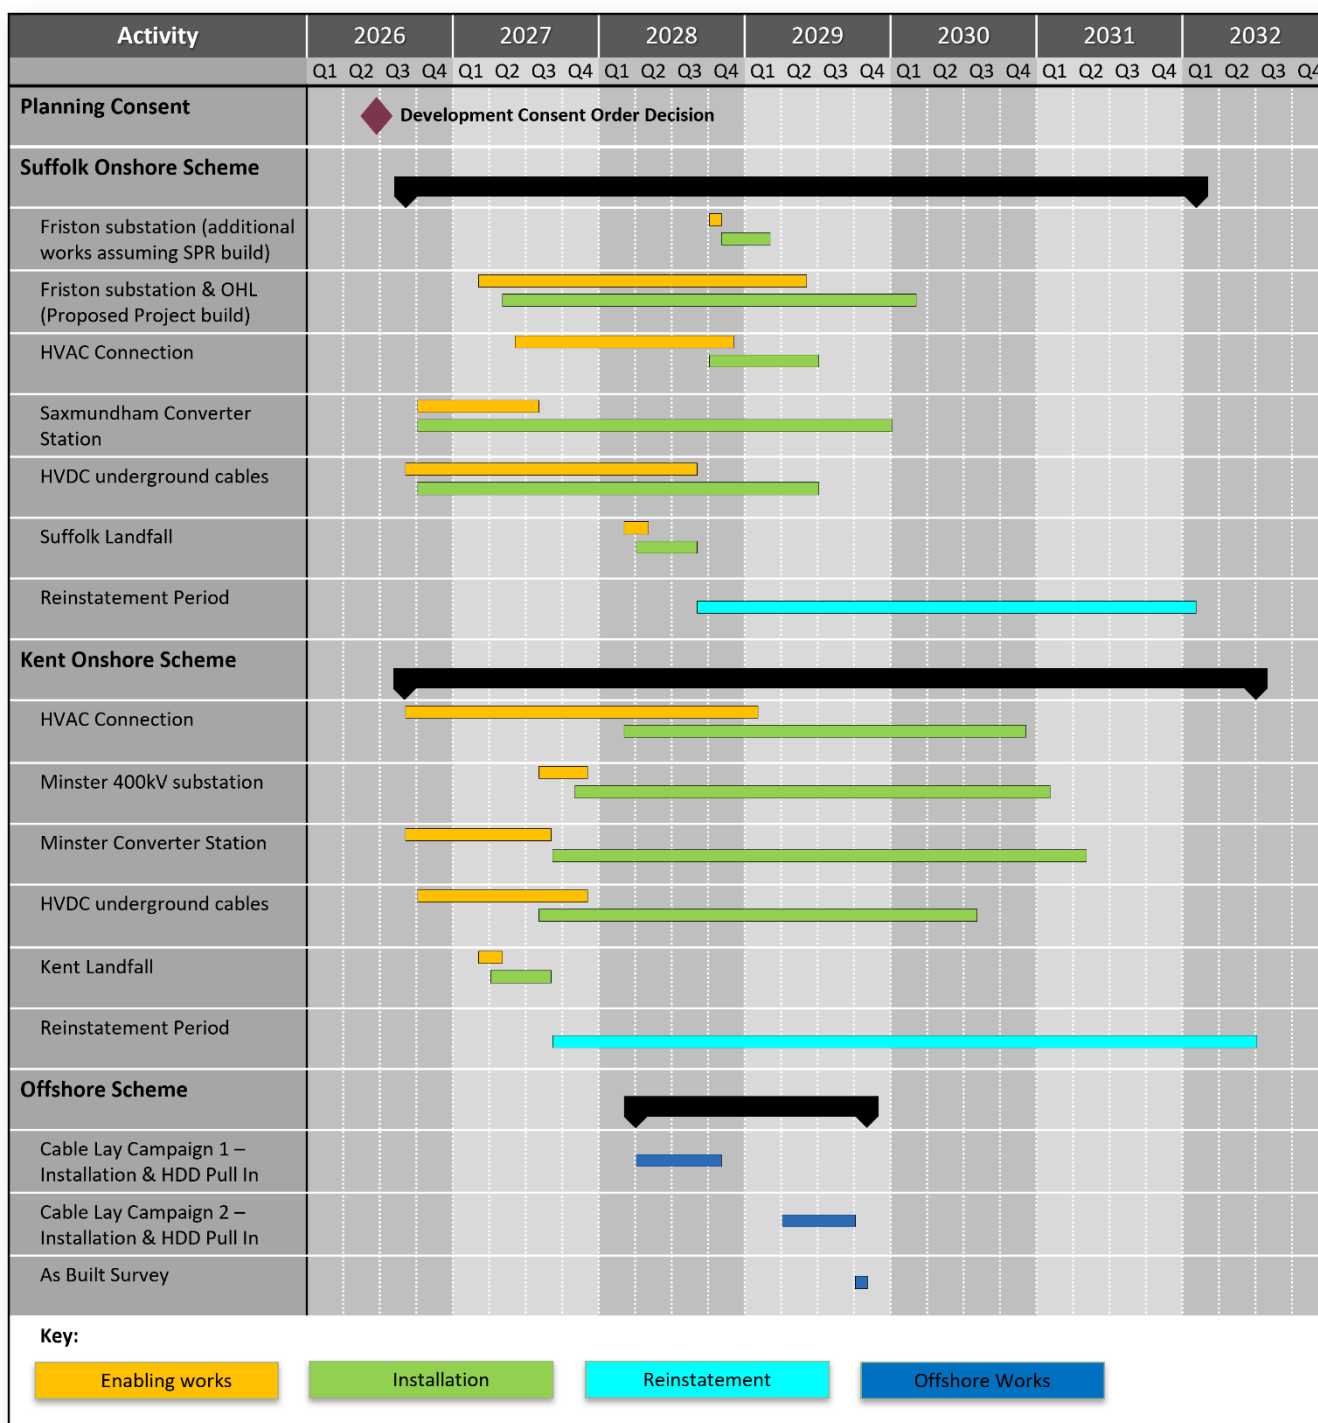 Activity 2026 2027 2028 2029 2030 2031 2032
Q1 Q2 Q3 Q4 Q1 Q2 Q3 Q4 Q1 Q2 Q3 Q4 Q1 Q2 Q3 Q4 Q1 Q2 Q3 Q4 Q1 Q2 Q3 Q4 Q1 Q2 Q3 Q4
Planning Consent
Development Consent Order Decision
Suffolk Onshore Scheme
Friston substation (additional
works assuming SPR build)
Friston substation & OHL
(Proposed Project build)
HVAC Connection
Saxmundham Converter
Station
HVDC underground cables
Suffolk Landfall
Reinstatement Period
Kent Onshore Scheme
HVAC Connection
Minster 400kV substation
Minster Converter Station
HVDC underground cables
Kent Landfall
Reinstatement Period
Offshore Scheme
Cable Lay Campaign 1 –
Installation & HDD Pull In
Cable Lay Campaign 2 –
Installation & HDD Pull In
As Built Survey
Key:
Enabling works Installation Reinstatement Offshore Works